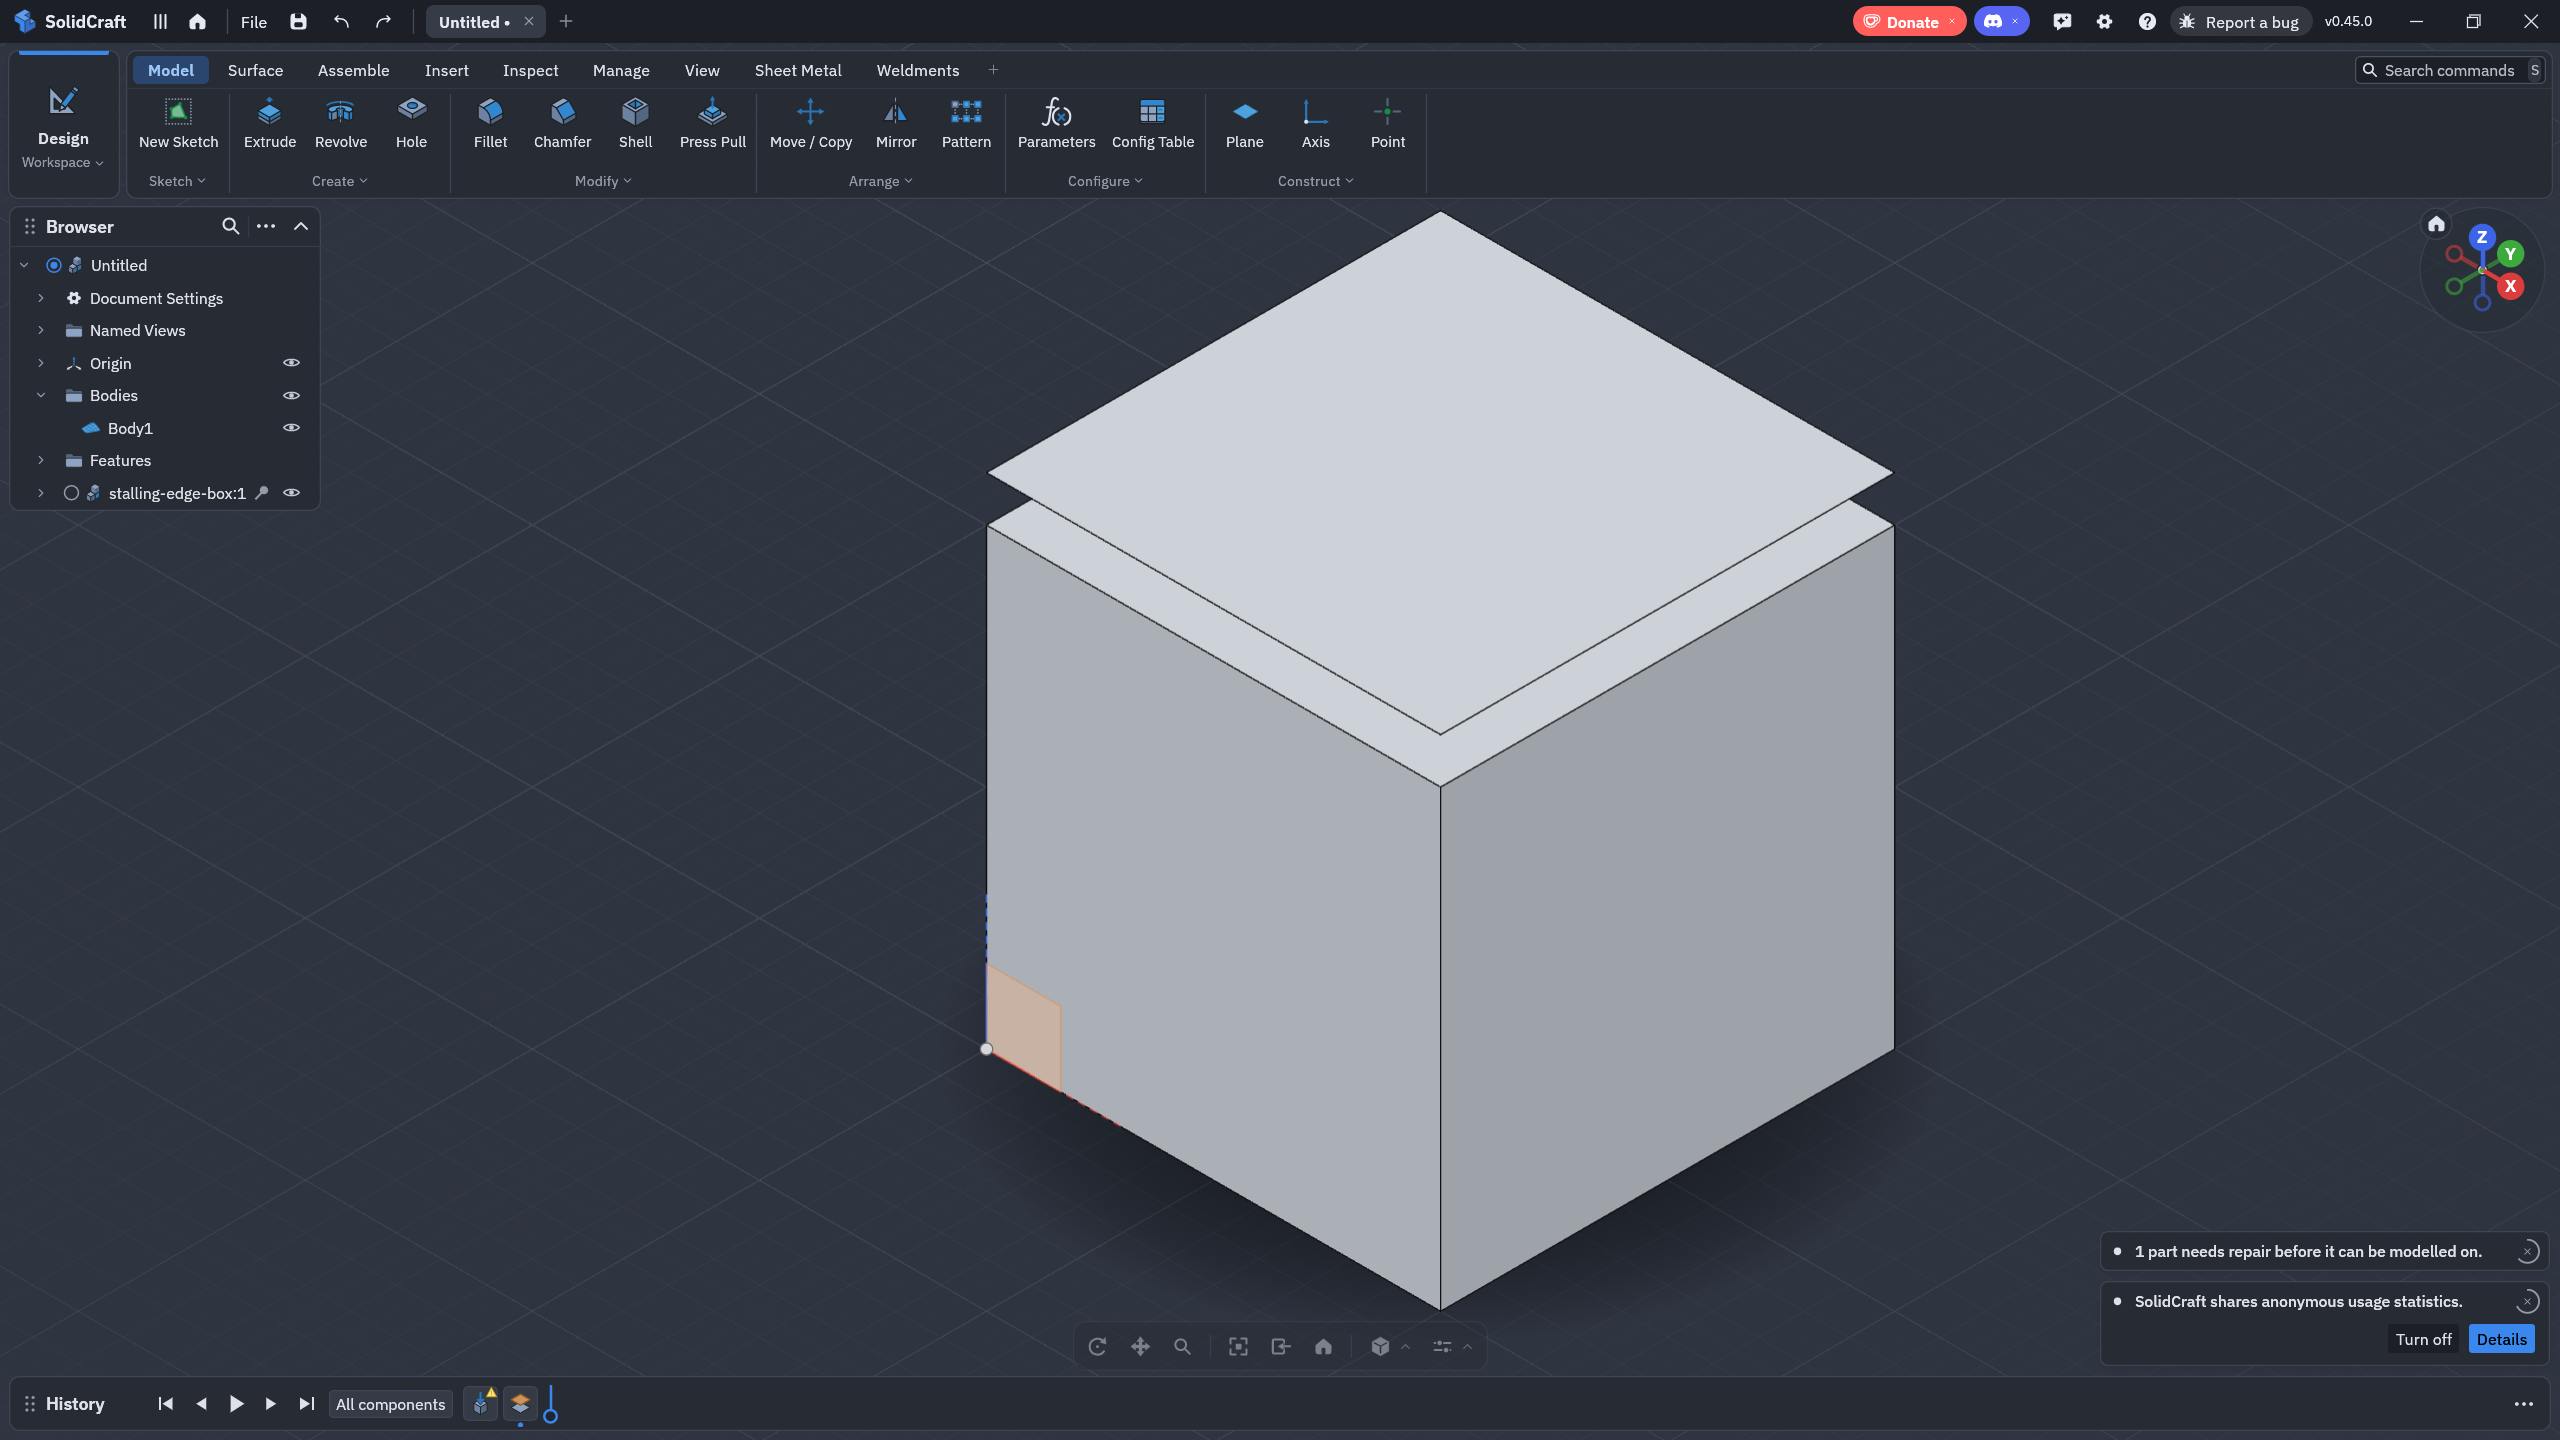 SolidCraft File Untitled • Donate Report a bug v0.45.0
Model Surface Assemble Insert Inspect Manage View Sheet Metal Weldments Search commands S
Design
Workspace
New Sketch Extrude Revolve Hole Fillet Chamfer Shell Press Pull Move / Copy Mirror Pattern Parameters Config Table Plane Axis Point
Sketch Create Modify Arrange Configure Construct
Browser
Untitled
Document Settings
Named Views
Origin
Bodies
Body1
Features
stalling-edge-box:1
Z
Y
X
1 part needs repair before it can be modelled on.
SolidCraft shares anonymous usage statistics.
Turn off Details
History All components